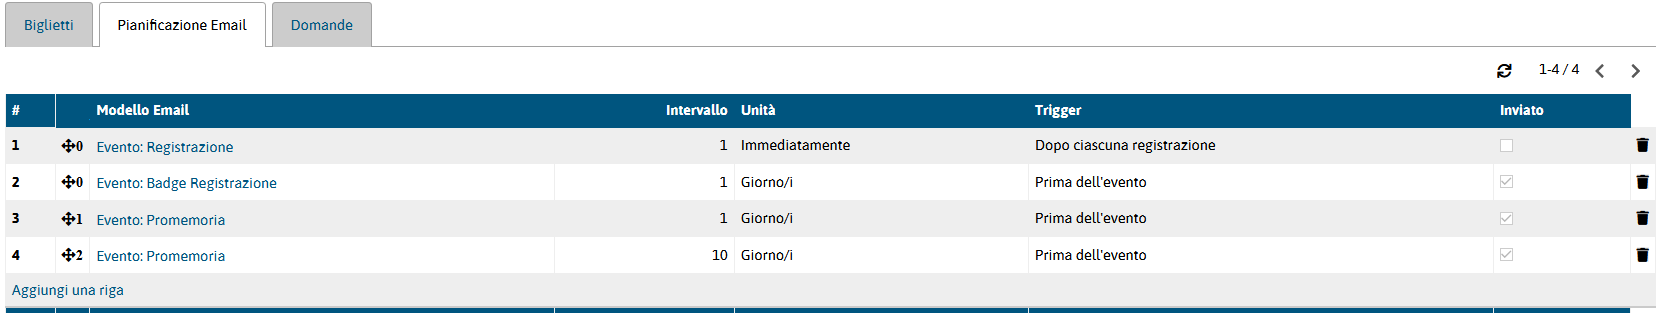 Biglietti Pianificazione Email Domande
1-4 / 4
# Modello Email Intervallo Unità Trigger Inviato
1 0 Evento: Registrazione 1 Immediatamente Dopo ciascuna registrazione
2 0 Evento: Badge Registrazione 1 Giorno/i Prima dell'evento
3 1 Evento: Promemoria 1 Giorno/i Prima dell'evento
4 2 Evento: Promemoria 10 Giorno/i Prima dell'evento
Aggiungi una riga